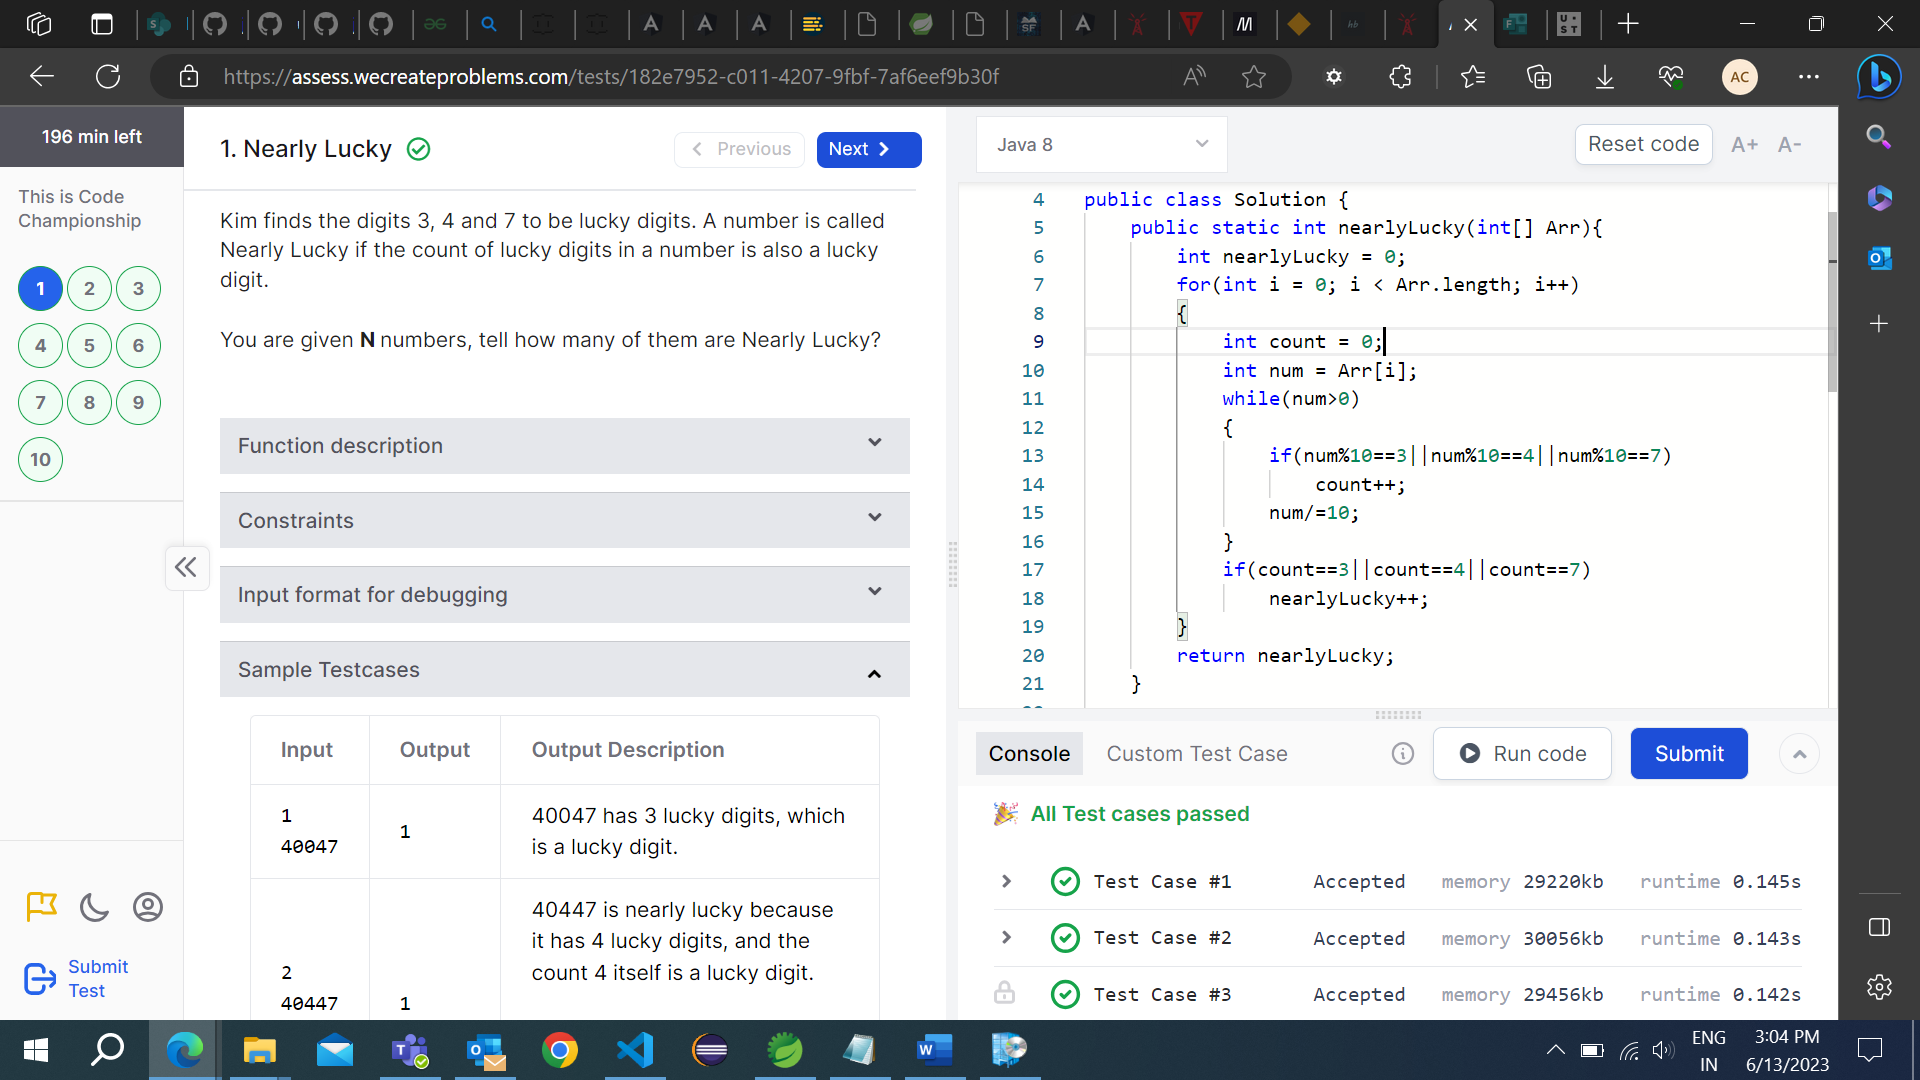 https://assess.wecreateproblems.com/tests/182e7952-c011-4207-9fbf-7af6eef9b30f
AC
196 min left
This is Code
Championship
1 2 3
4 5 6
7 8 9
10
Submit
Test
1. Nearly Lucky
Previous
Next
Kim finds the digits 3, 4 and 7 to be lucky digits. A number is called
Nearly Lucky if the count of lucky digits in a number is also a lucky
digit.
You are given N numbers, tell how many of them are Nearly Lucky?
Function description
Constraints
Input format for debugging
Sample Testcases
Input Output Output Description
1
40047
1
40047 has 3 lucky digits, which
is a lucky digit.
2
40447
1
40447 is nearly lucky because
it has 4 lucky digits, and the
count 4 itself is a lucky digit.
Java 8
Reset code
A+ A-
4 public class Solution {
5 public static int nearlyLucky(int[] Arr){
6 int nearlyLucky = 0;
7 for(int i = 0; i < Arr.length; i++)
8 {
9 int count = 0;
10 int num = Arr[i];
11 while(num>0)
12 {
13 if(num%10==3||num%10==4||num%10==7)
14 count++;
15 num/=10;
16 }
17 if(count==3||count==4||count==7)
18 nearlyLucky++;
19 }
20 return nearlyLucky;
21 }
Console
Custom Test Case
Run code
Submit
All Test cases passed
Test Case #1 Accepted memory 29220kb runtime 0.145s
Test Case #2 Accepted memory 30056kb runtime 0.143s
Test Case #3 Accepted memory 29456kb runtime 0.142s
ENG
IN
3:04 PM
6/13/2023